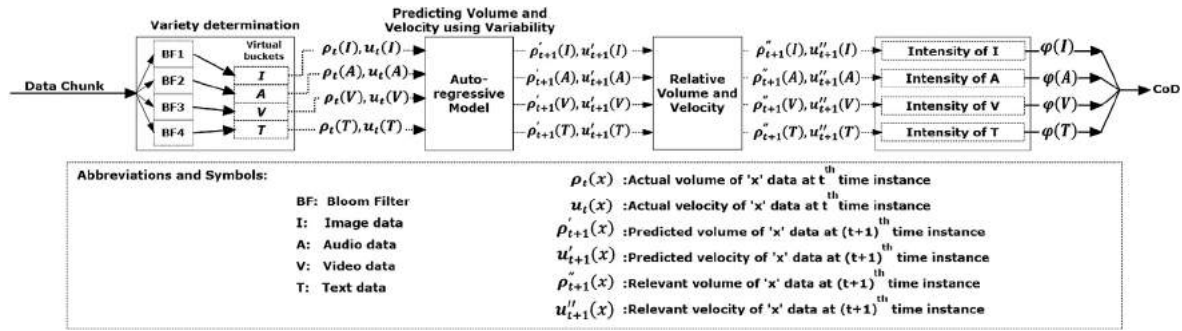 Variety determination
Predicting Volume and
Velocity using Variability
Data Chunk
BF1
BF2
BF3
BF4
Virtual
buckets
I
A
V
T
ρt(I), ut(I)
ρt(A), ut(A)
ρt(V), ut(V)
ρt(T), ut(T)
Auto-
regressive
Model
ρ't+1(I), u't+1(I)
ρ't+1(A), u't+1(A)
ρ't+1(V), u't+1(V)
ρ't+1(T), u't+1(T)
Relative
Volume and
Velocity
ρ''t+1(I), u''t+1(I)
ρ''t+1(A), u''t+1(A)
ρ''t+1(V), u''t+1(V)
ρ''t+1(T), u''t+1(T)
Intensity of I
Intensity of A
Intensity of V
Intensity of T
φ(I)
φ(A)
φ(V)
φ(T)
CoD
Abbreviations and Symbols:
BF: Bloom Filter
I: Image data
A: Audio data
V: Video data
T: Text data
ρt(x) :Actual volume of 'x' data at t th time instance
ut(x) :Actual velocity of 'x' data at t th time instance
ρ't+1(x) :Predicted volume of 'x' data at (t+1) th time instance
u't+1(x) :Predicted velocity of 'x' data at (t+1) th time instance
ρ''t+1(x) :Relevant volume of 'x' data at (t+1) th time instance
u''t+1(x) :Relevant velocity of 'x' data at (t+1) th time instance